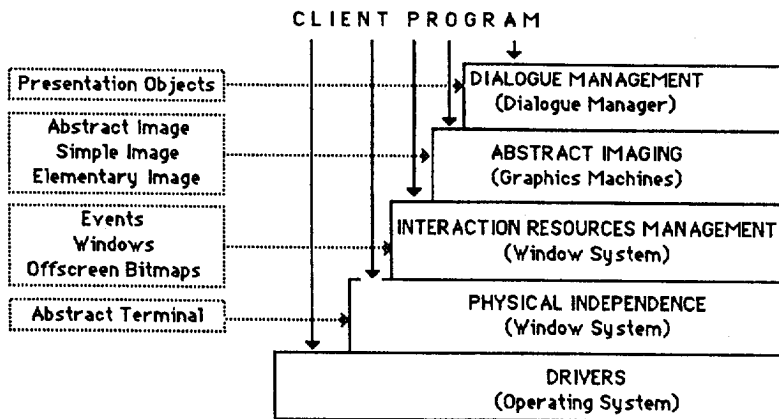 CLIENT PROGRAM
Presentation Objects
DIALOGUE MANAGEMENT
(Dialogue Manager)
Abstract Image
Simple Image
Elementary Image
ABSTRACT IMAGING
(Graphics Machines)
Events
Windows
Offscreen Bitmaps
INTERACTION RESOURCES MANAGEMENT
(Window System)
Abstract Terminal
PHYSICAL INDEPENDENCE
(Window System)
DRIVERS
(Operating System)